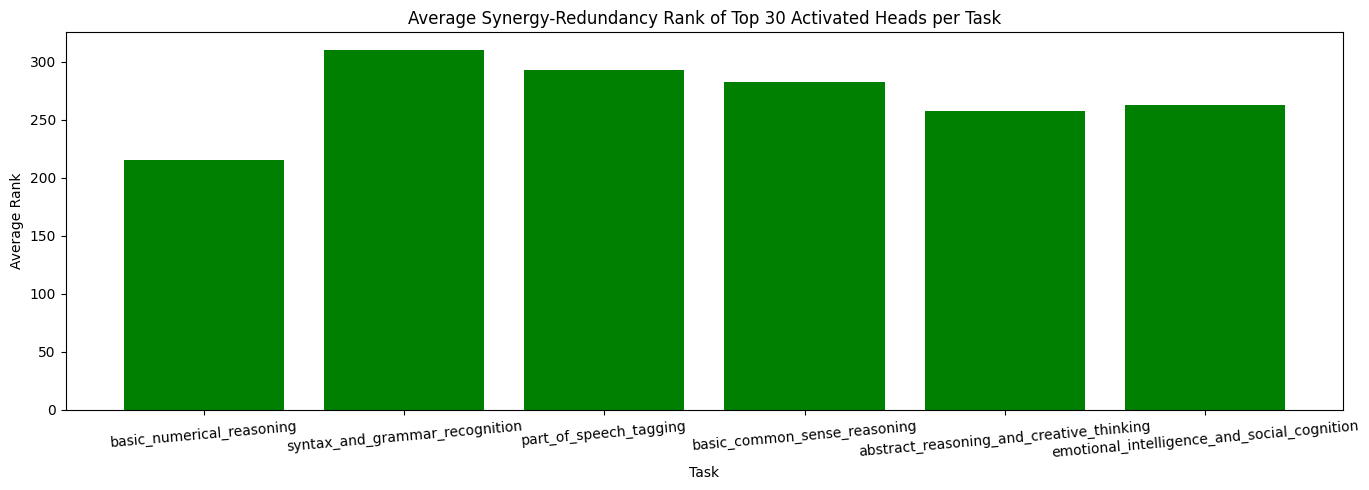 Average Synergy-Redundancy Rank of Top 30 Activated Heads per Task
300
250
200
150
100
50
0
Average Rank
basic_numerical_reasoning
syntax_and_grammar_recognition
part_of_speech_tagging
basic_common_sense_reasoning
abstract_reasoning_and_creative_thinking
emotional_intelligence_and_social_cognition
Task